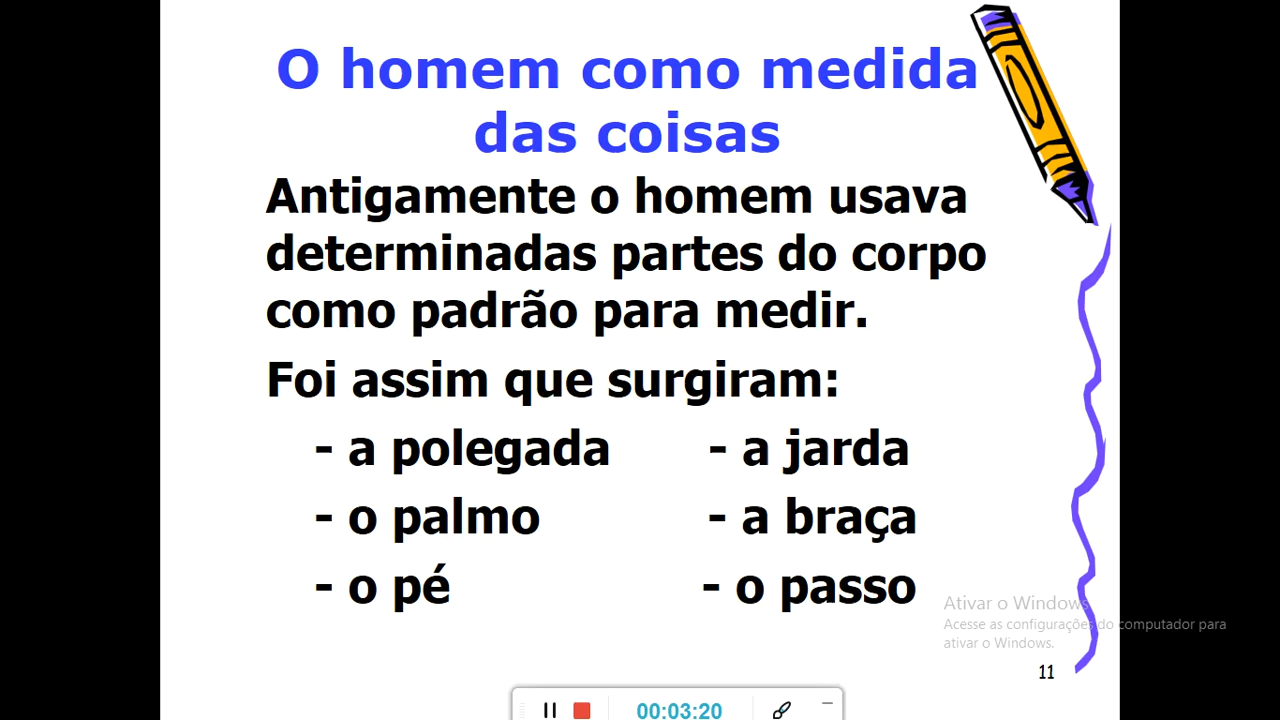 O homem como medida
das coisas
Antigamente o homem usava
determinadas partes do corpo
como padrão para medir.
Foi assim que surgiram:
- a polegada - a jarda
- o palmo - a braça
- o pé - o passo
Ativar o Windows
Acesse as configurações do computador para
ativar o Windows.
11
00:03:20